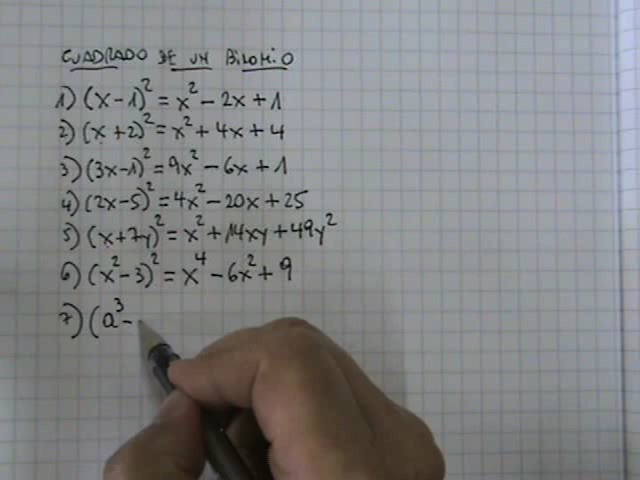 CUADRADO DE UN BINOMIO
1) (x - 1)² = x² - 2x + 1
2) (x + 2)² = x² + 4x + 4
3) (3x - 1)² = 9x² - 6x + 1
4) (2x - 5)² = 4x² - 20x + 25
5) (x + 7y)² = x² + 14xy + 49y²
6) (x² - 3)² = x⁴ - 6x² + 9
7) (a³ -